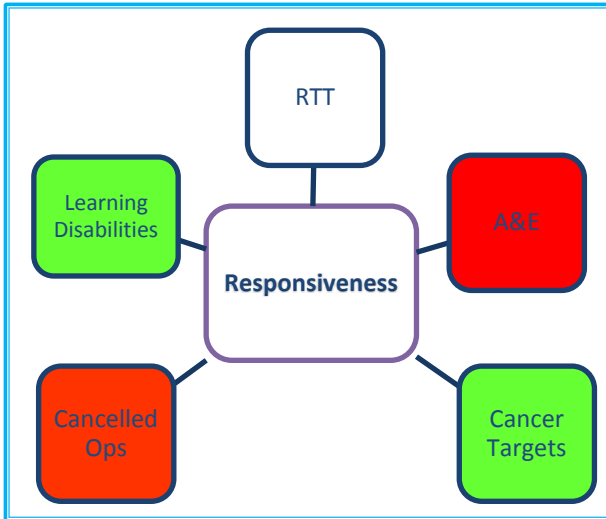 RTT
Learning
Disabilities
A&E
Responsiveness
Cancelled
Ops
Cancer
Targets